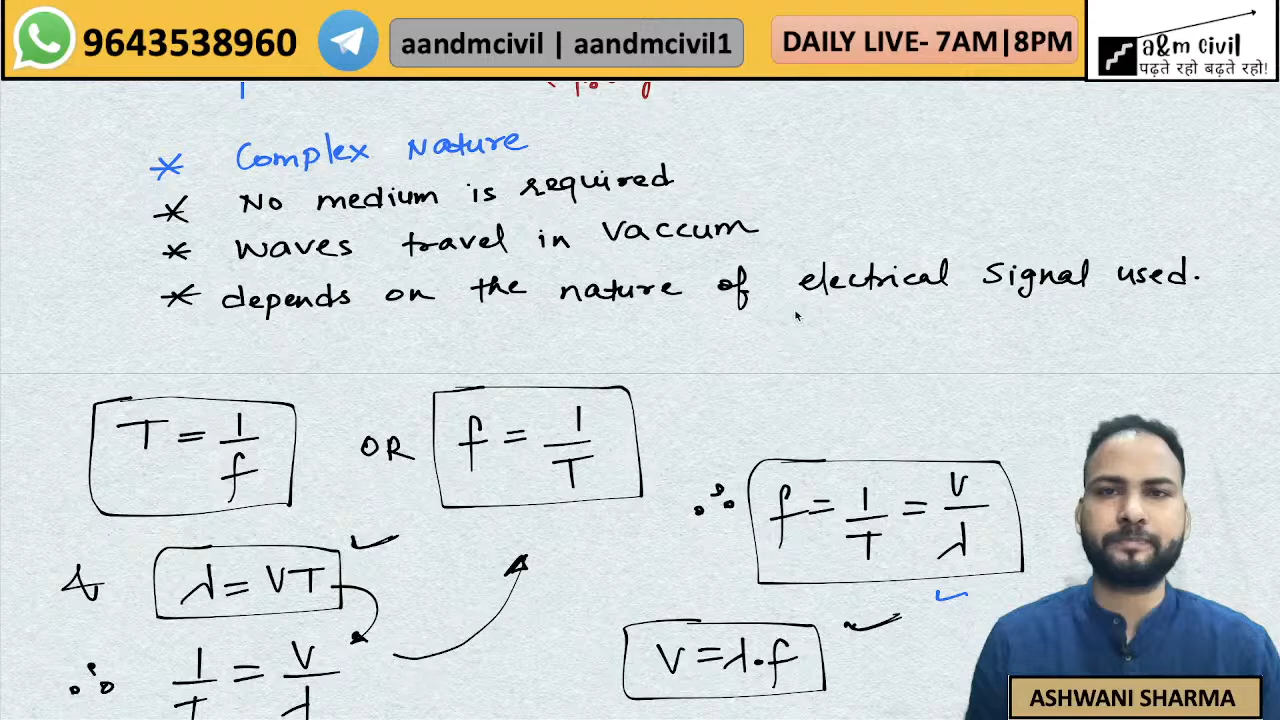 9643538960
aandmcivil | aandmcivil1
DAILY LIVE- 7AM|8PM
a&m civil
पढ़ते रहो बढ़ते रहो!
* Complex Nature
* No medium is required
* Waves travel in Vaccum
* depends on the nature of electrical Signal used.
T = 1/f OR f = 1/T
∴ f = 1/T = V/λ
& λ = VT
V = λ·f
∴ 1/T = V/λ
ASHWANI SHARMA